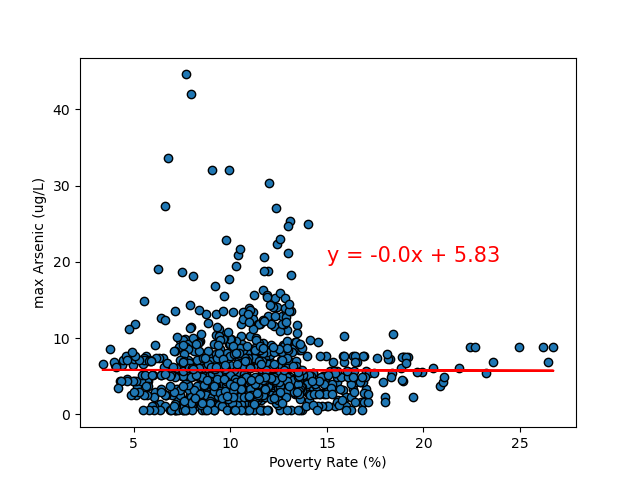 40
30
20
10
0
max Arsenic (ug/L)
y = -0.0x + 5.83
5 10 15 20 25
Poverty Rate (%)